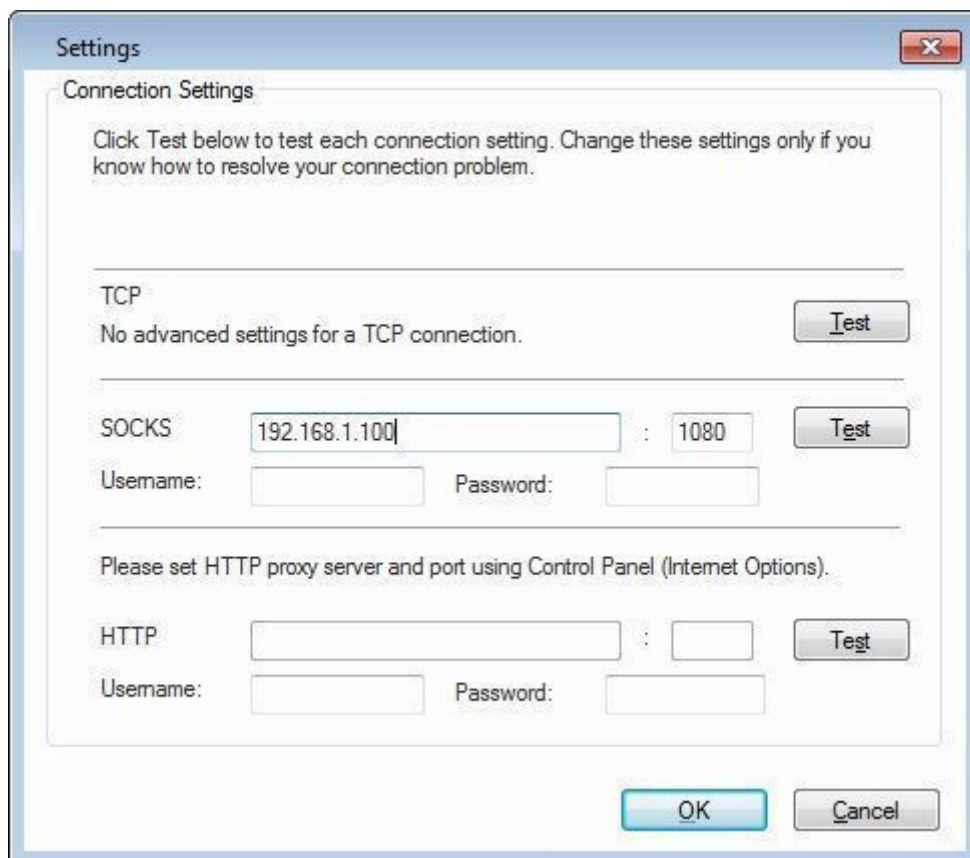 Settings
Connection Settings
Click Test below to test each connection setting. Change these settings only if you
know how to resolve your connection problem.
TCP
No advanced settings for a TCP connection.
Test
SOCKS 192.168.1.100 : 1080 Test
Username: Password:
Please set HTTP proxy server and port using Control Panel (Internet Options).
HTTP : Test
Username: Password:
OK Cancel